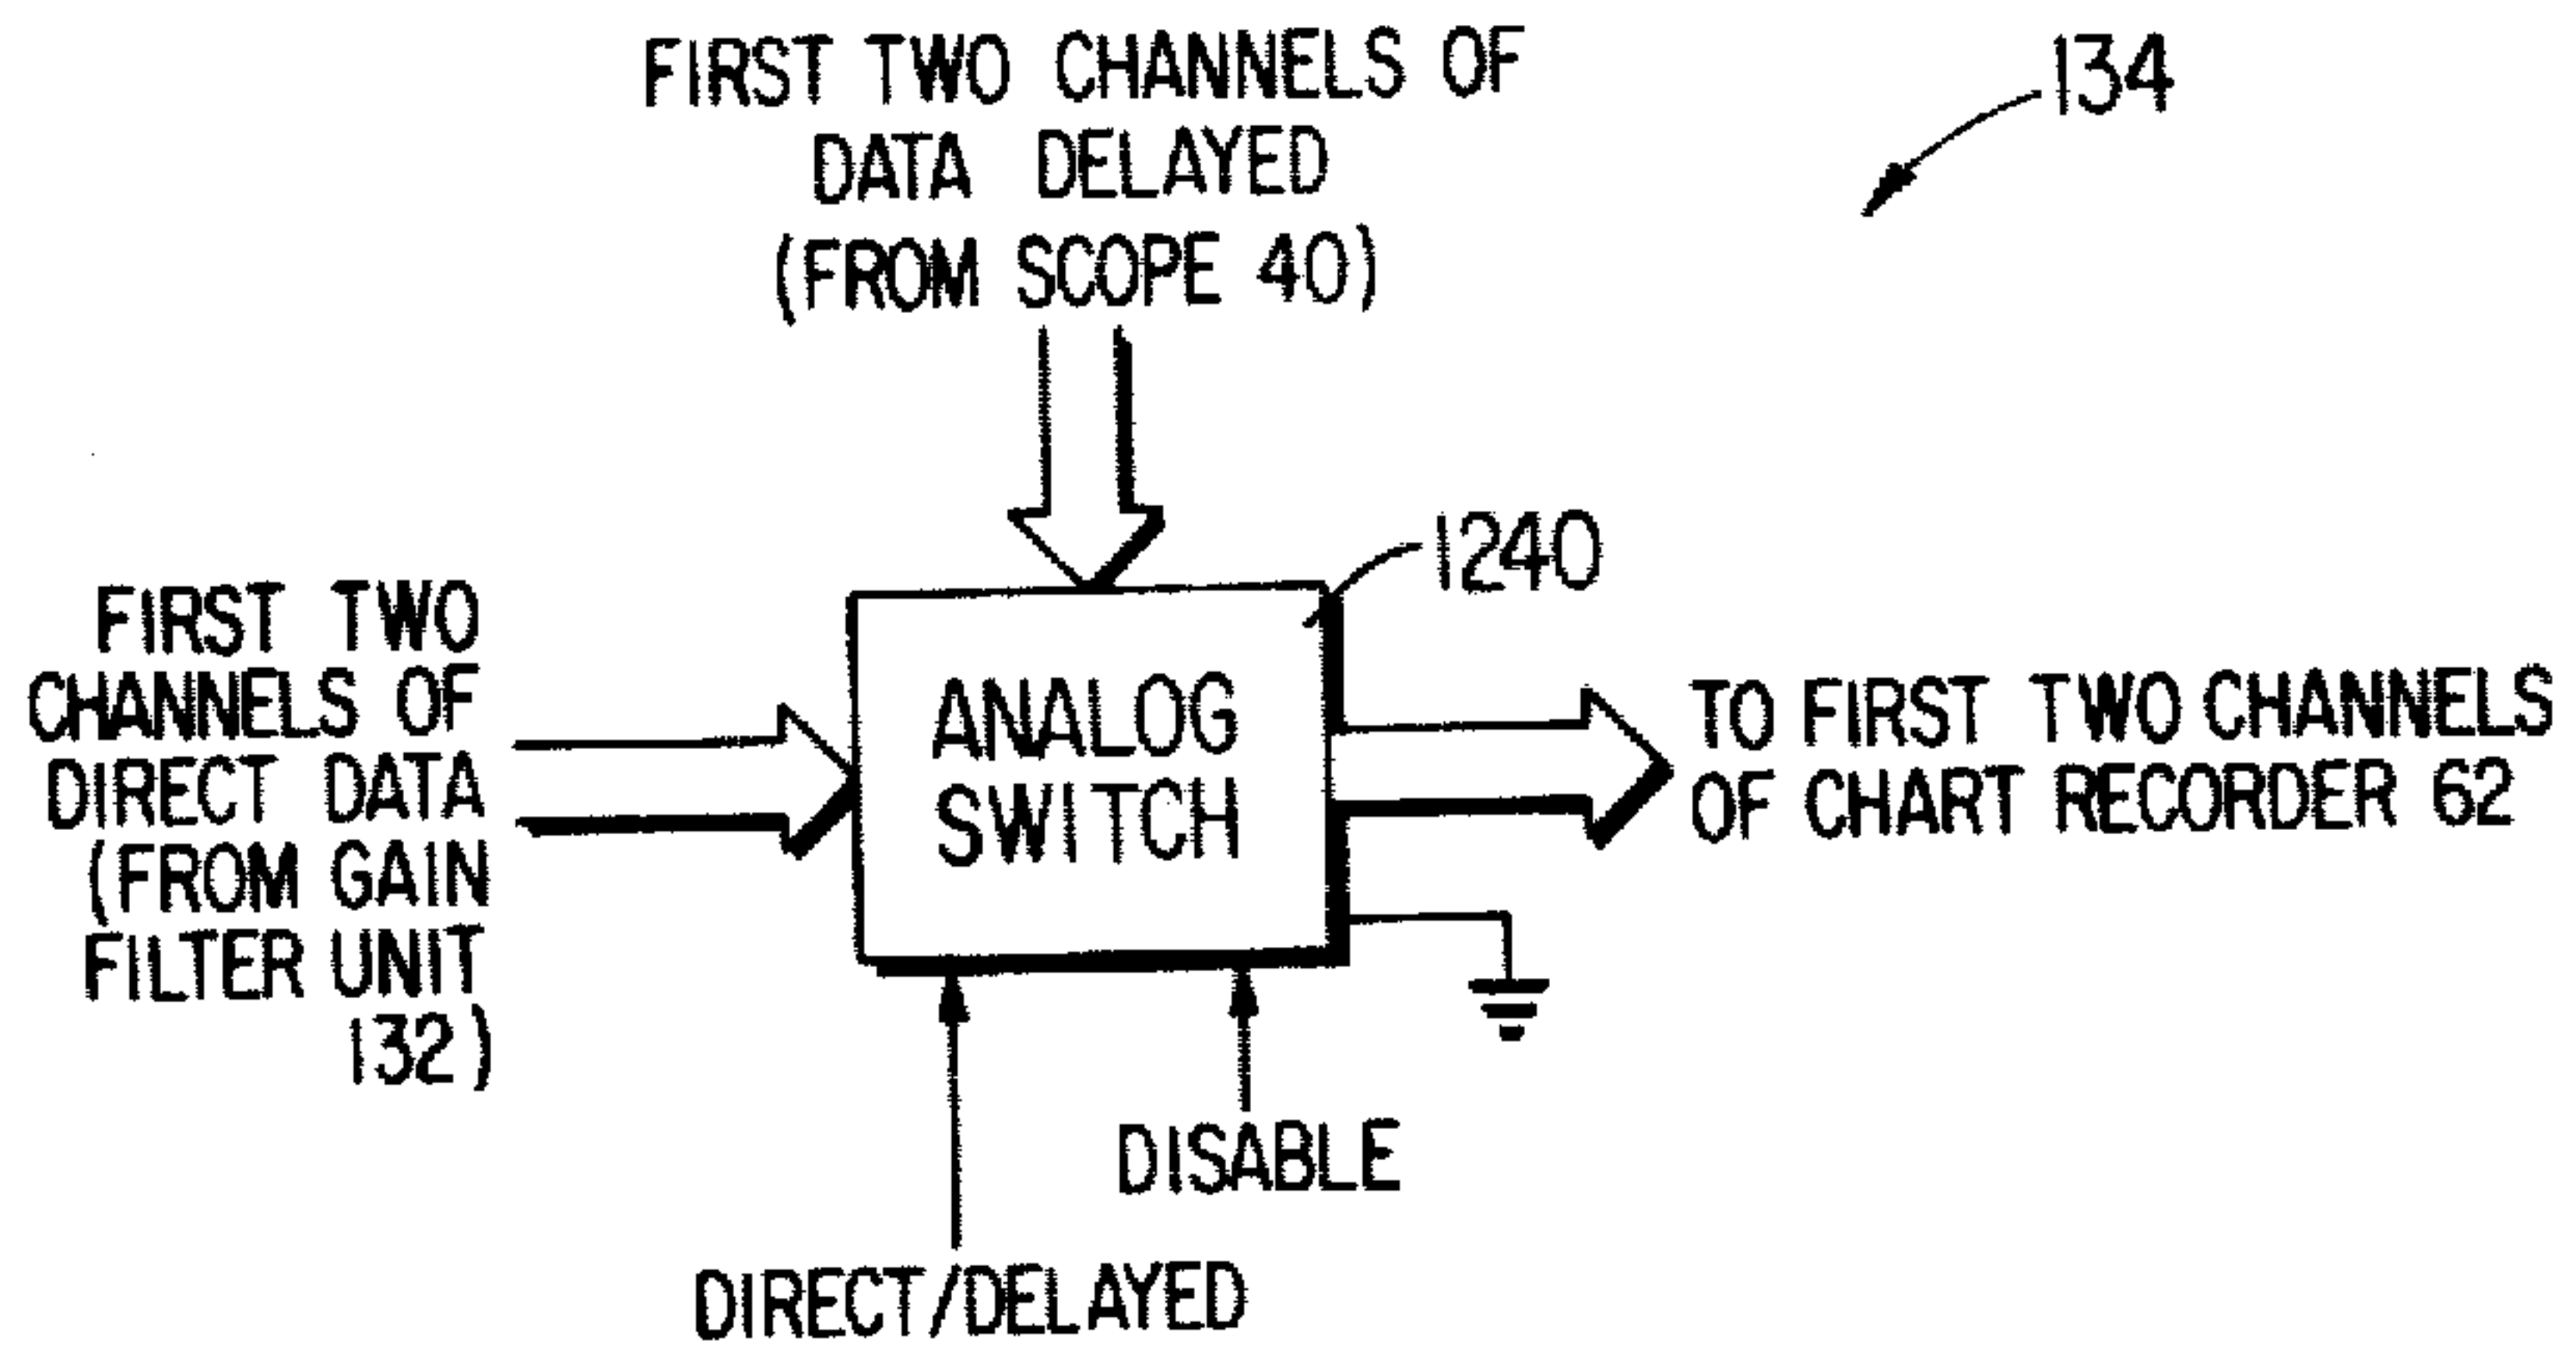 FIRST TWO CHANNELS OF
DATA DELAYED
(FROM SCOPE 40)
134
1240
FIRST TWO
CHANNELS OF
DIRECT DATA
(FROM GAIN
FILTER UNIT
132)
ANALOG
SWITCH
TO FIRST TWO CHANNELS
OF CHART RECORDER 62
DISABLE
DIRECT/DELAYED